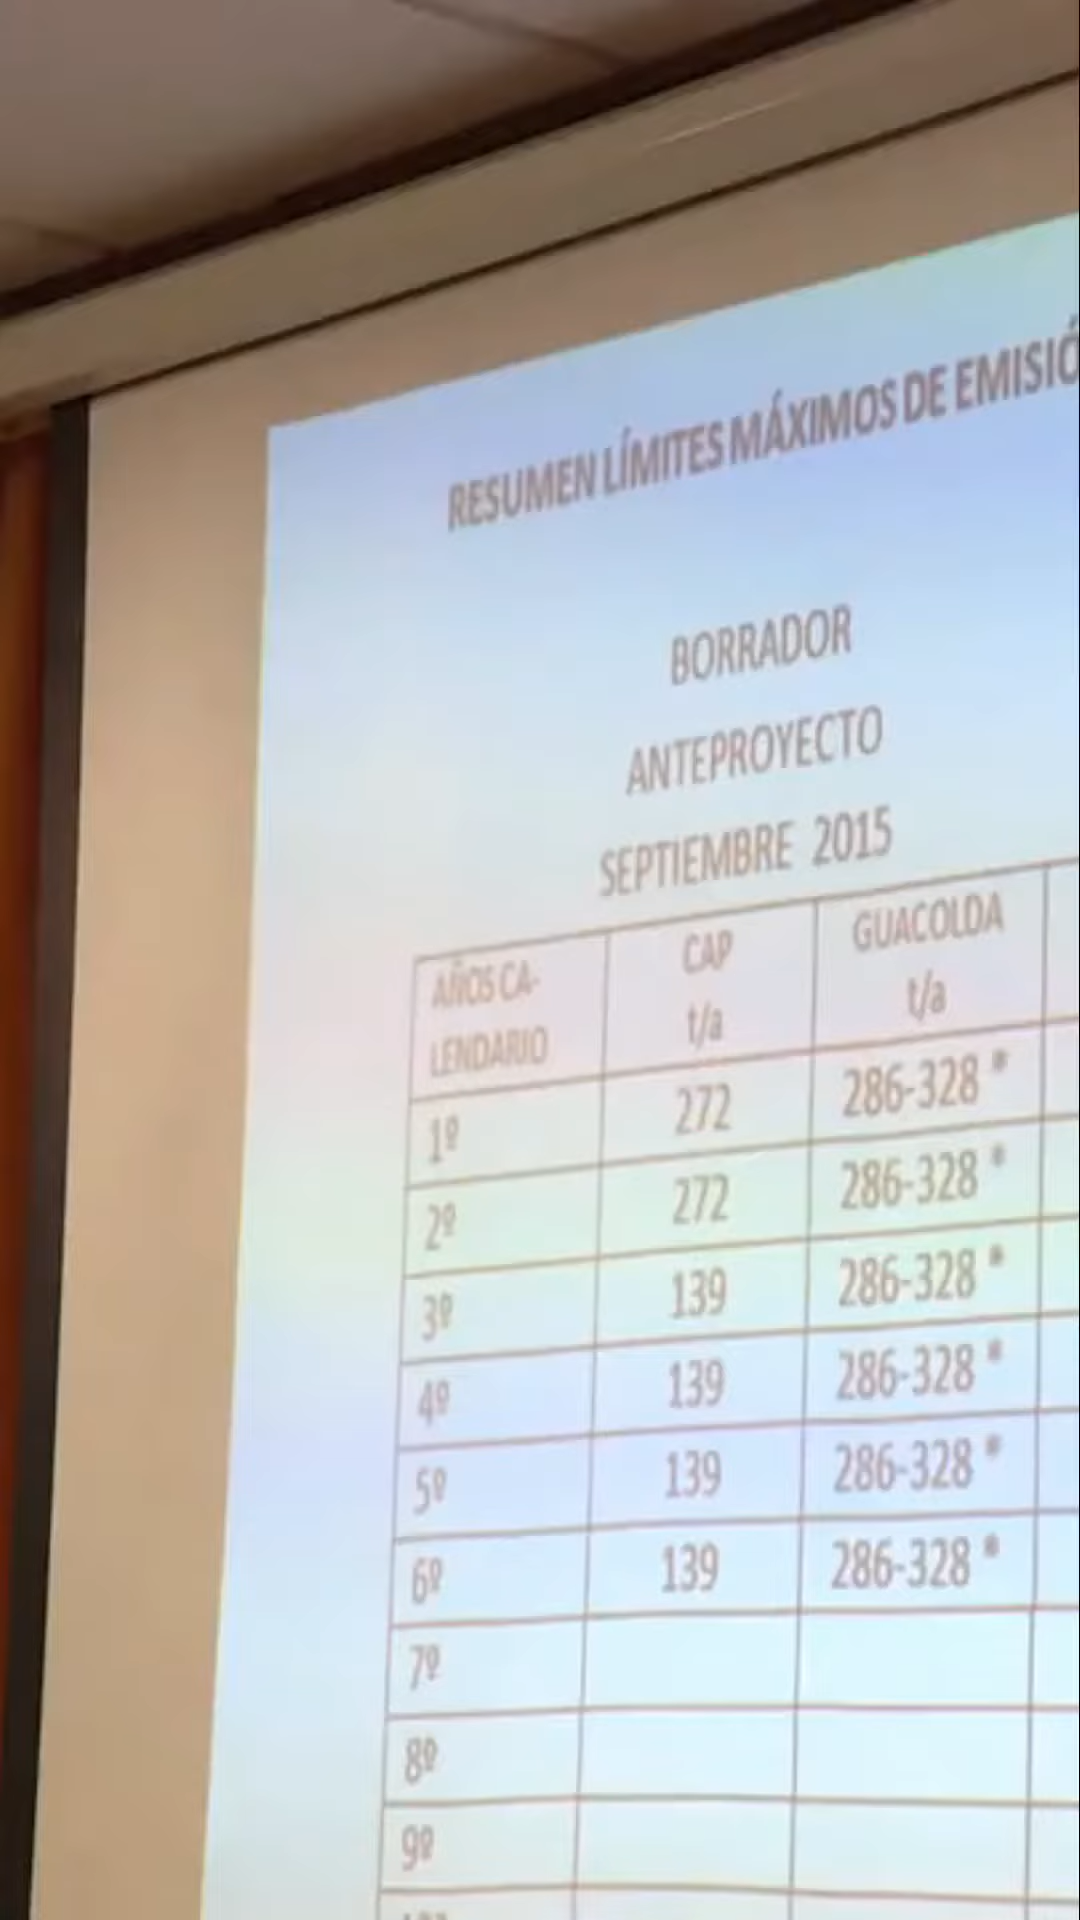 RESUMEN LÍMITES MÁXIMOS DE EMISIÓ
BORRADOR
ANTEPROYECTO
SEPTIEMBRE 2015
AÑOS CA-
LENDARIO
CAP
t/a
GUACOLDA
t/a
1º 272 286-328 *
2º 272 286-328 *
3º 139 286-328 *
4º 139 286-328 *
5º 139 286-328 *
6º 139 286-328 *
7º
8º
9º